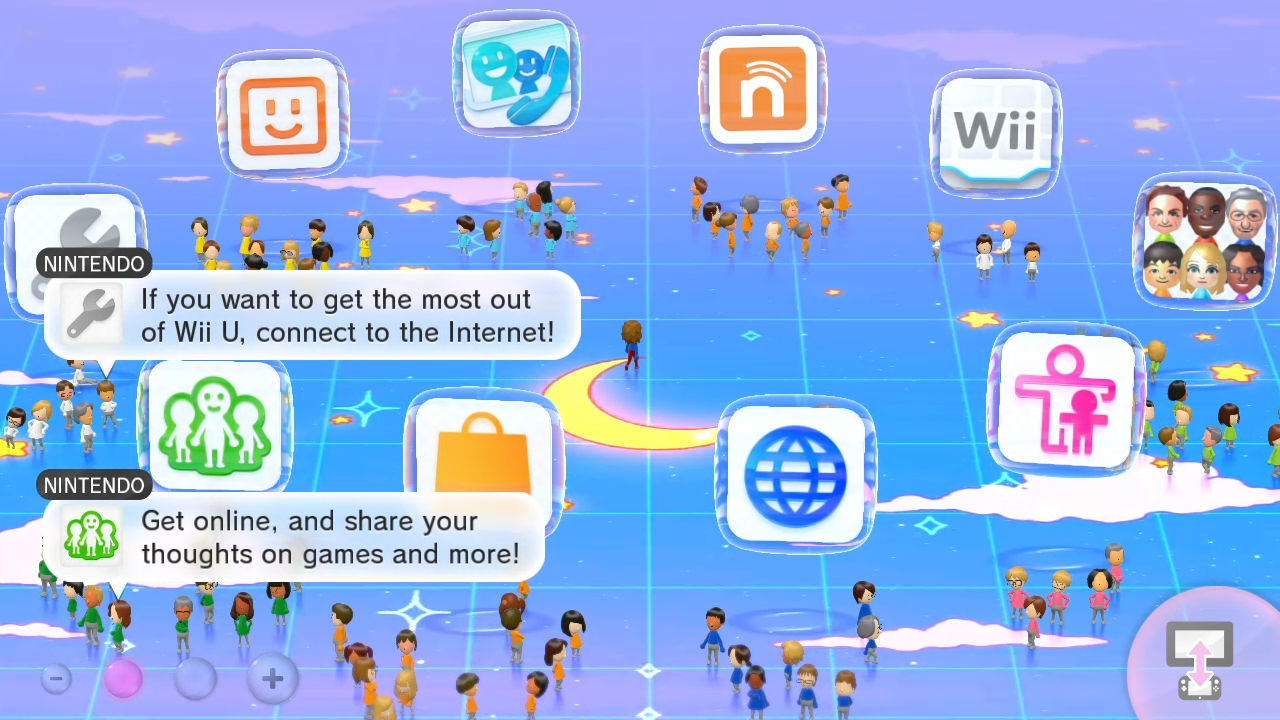 Wii
NINTENDO
If you want to get the most out
of Wii U, connect to the Internet!
NINTENDO
Get online, and share your
thoughts on games and more!